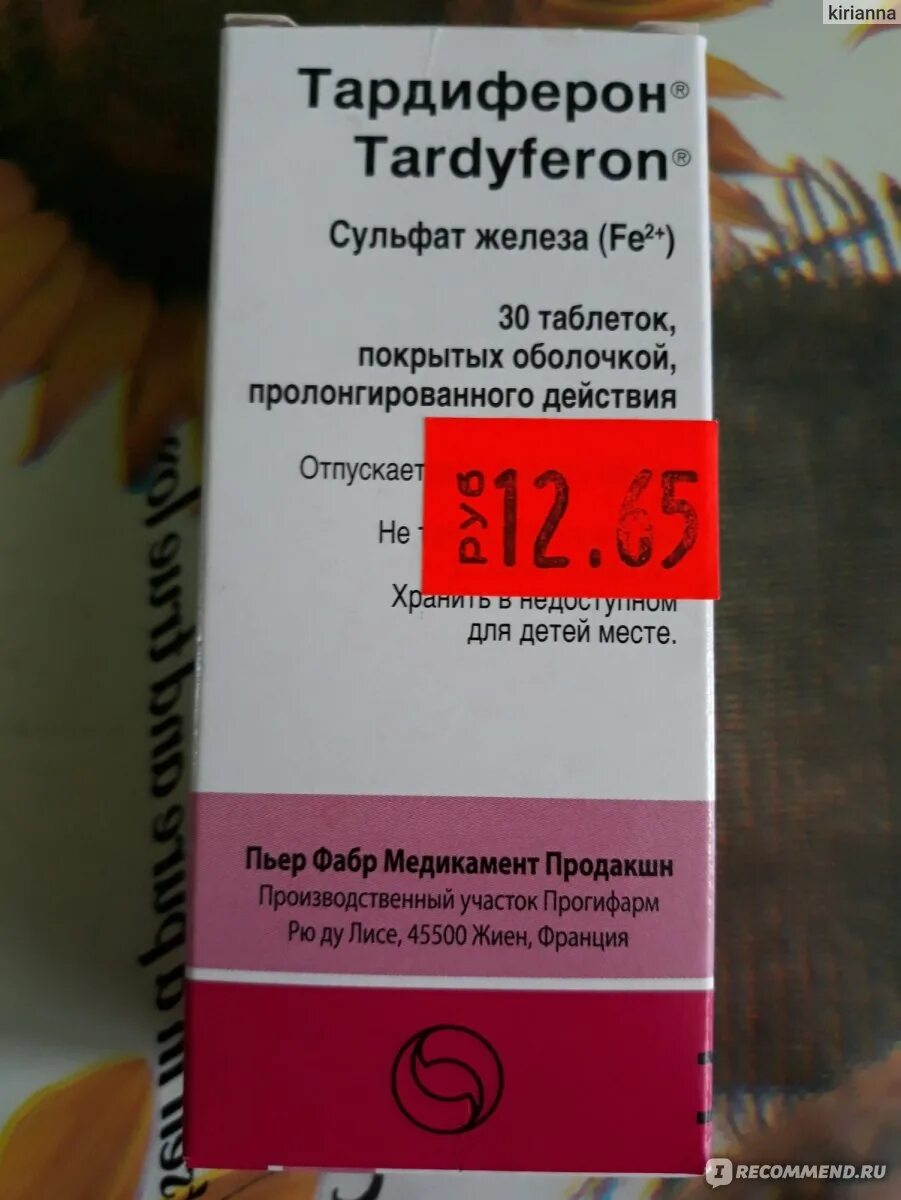 kirianna
Тардиферон®
Tardyferon®
Сульфат железа (Fe²⁺)
30 таблеток,
покрытых оболочкой,
пролонгированного действия
Отпускает
руб 12.65
Не
Хранить в недоступном
для детей месте.
Пьер Фабр Медикамент Продакшн
Производственный участок Прогифарм
Рю ду Лисе, 45500 Жиен, Франция
IRECOMMEND.RU